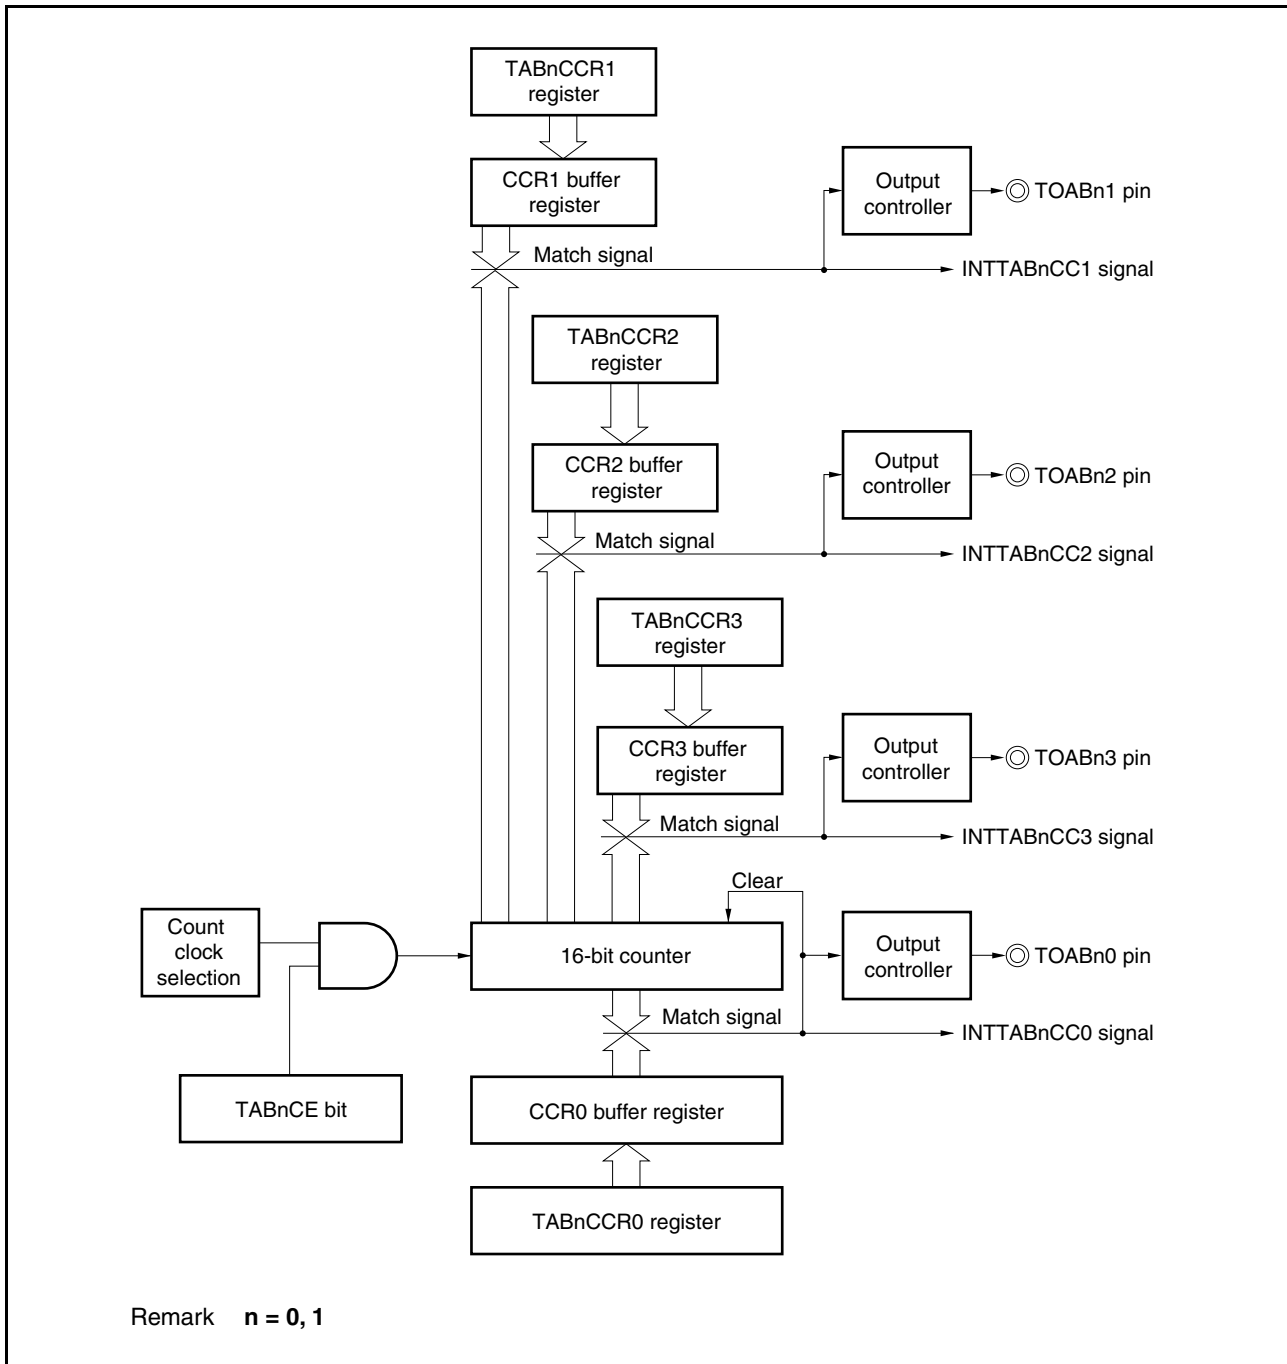 TABnCCR1
register
CCR1 buffer
register
Output
controller
TOABn1 pin
Match signal
INTTABnCC1 signal
TABnCCR2
register
CCR2 buffer
register
Output
controller
TOABn2 pin
Match signal
INTTABnCC2 signal
TABnCCR3
register
CCR3 buffer
register
Output
controller
TOABn3 pin
Match signal
INTTABnCC3 signal
Clear
Count
clock
selection
16-bit counter
Output
controller
TOABn0 pin
Match signal
INTTABnCC0 signal
TABnCE bit
CCR0 buffer register
TABnCCR0 register
Remark n = 0, 1